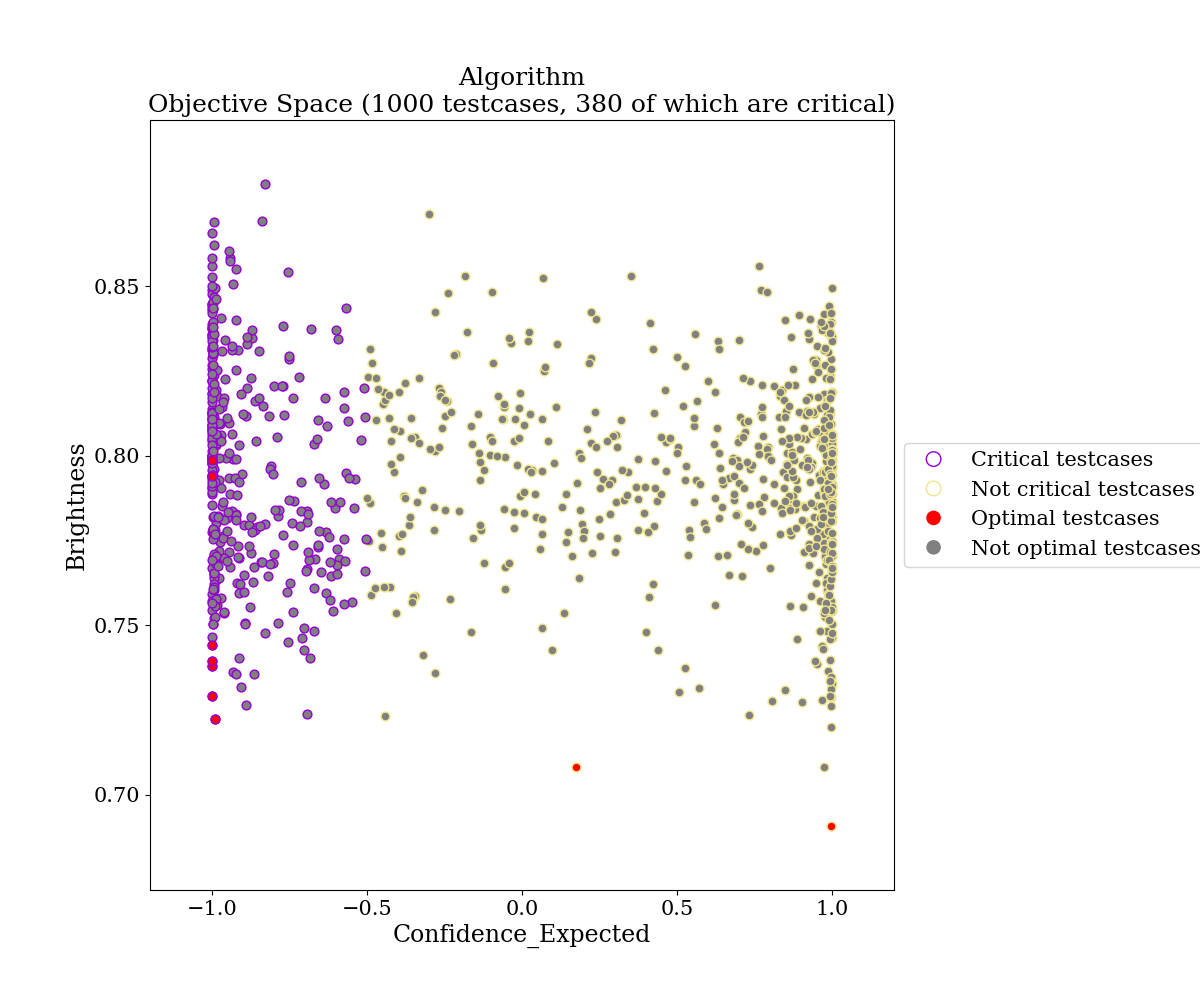 Algorithm
Objective Space (1000 testcases, 380 of which are critical)
Brightness
0.85
0.80
0.75
0.70
−1.0
−0.5
0.0
0.5
1.0
Confidence_Expected
Critical testcases
Not critical testcases
Optimal testcases
Not optimal testcases